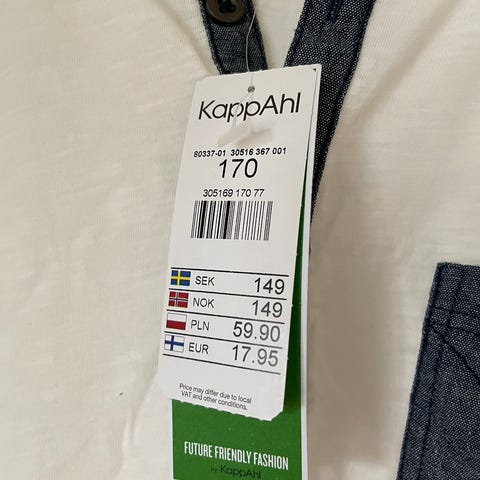 KappAhl
80337-01 30516 367 001
170
305169 170 77
SEK 149
NOK 149
PLN 59.90
EUR 17.95
Price may differ due to local
VAT and other conditions.
FUTURE FRIENDLY FASHION
by KappAhl